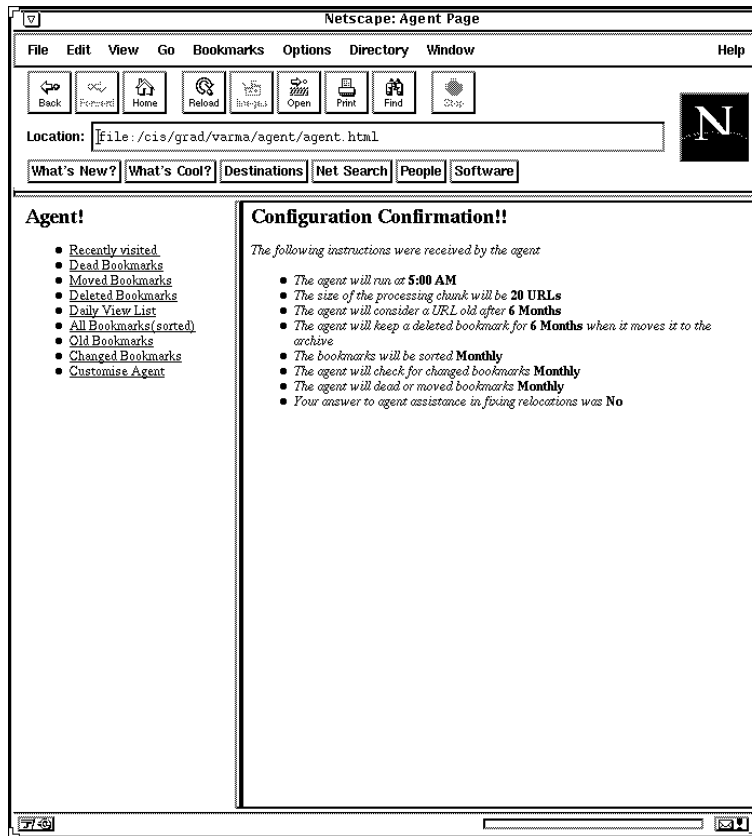 Netscape: Agent Page
File Edit View Go Bookmarks Options Directory Window Help
Back Forward Home Reload Images Open Print Find Stop
N
Location: file:/cis/grad/varma/agent/agent.html
What's New? What's Cool? Destinations Net Search People Software
Agent!
Recently visited
Dead Bookmarks
Moved Bookmarks
Deleted Bookmarks
Daily View List
All Bookmarks(sorted)
Old Bookmarks
Changed Bookmarks
Customise Agent
Configuration Confirmation!!
The following instructions were received by the agent
The agent will run at 5:00 AM
The size of the processing chunk will be 20 URLs
The agent will consider a URL old after 6 Months
The agent will keep a deleted bookmark for 6 Months when it moves it to the
archive
The bookmarks will be sorted Monthly
The agent will check for changed bookmarks Monthly
The agent will dead or moved bookmarks Monthly
Your answer to agent assistance in fixing relocations was No